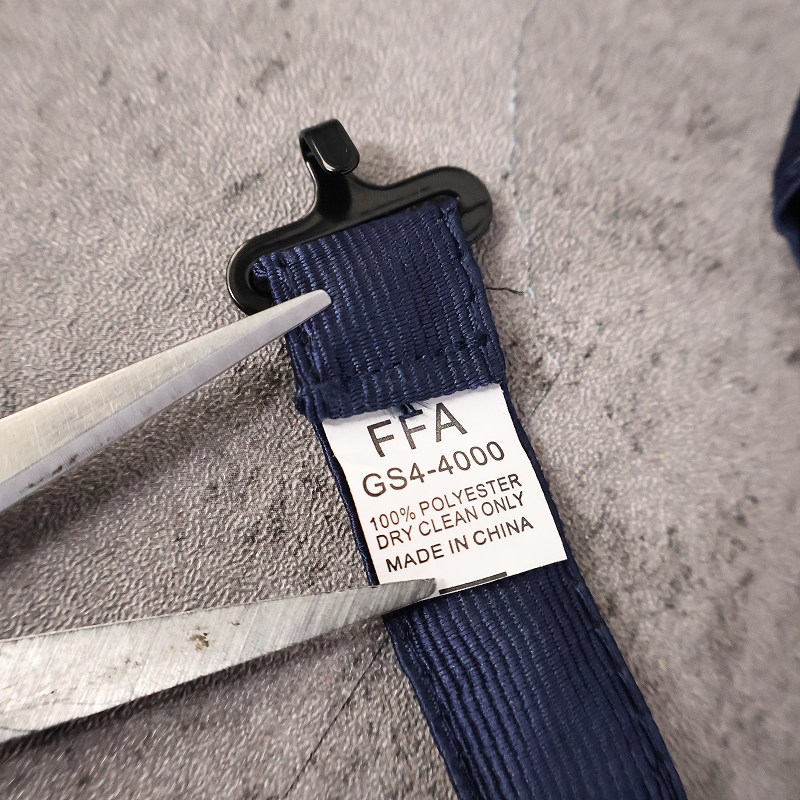 FFA
GS4-4000
100% POLYESTER
DRY CLEAN ONLY
MADE IN CHINA